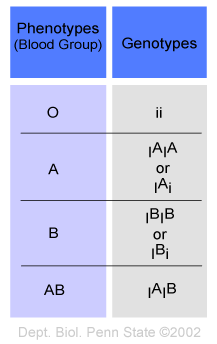 Phenotypes Genotypes
(Blood Group)
O ii
A IAIA
or
IAi
B IBIB
or
IBi
AB IAIB
Dept. Biol. Penn State ©2002